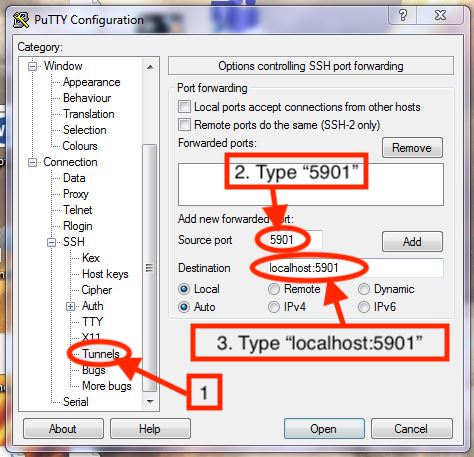 PuTTY Configuration
Category:
Window
Appearance
Behaviour
Translation
Selection
Colours
Connection
Data
Proxy
Telnet
Rlogin
SSH
Kex
Host keys
Cipher
Auth
TTY
X11
Tunnels
Bugs
More bugs
Serial
Options controlling SSH port forwarding
Port forwarding
Local ports accept connections from other hosts
Remote ports do the same (SSH-2 only)
Forwarded ports:
Remove
2. Type “5901”
Add new forwarded port:
Source port 5901 Add
Destination localhost:5901
Local Remote Dynamic
Auto IPv4 IPv6
3. Type “localhost:5901”
1
About Help Open Cancel